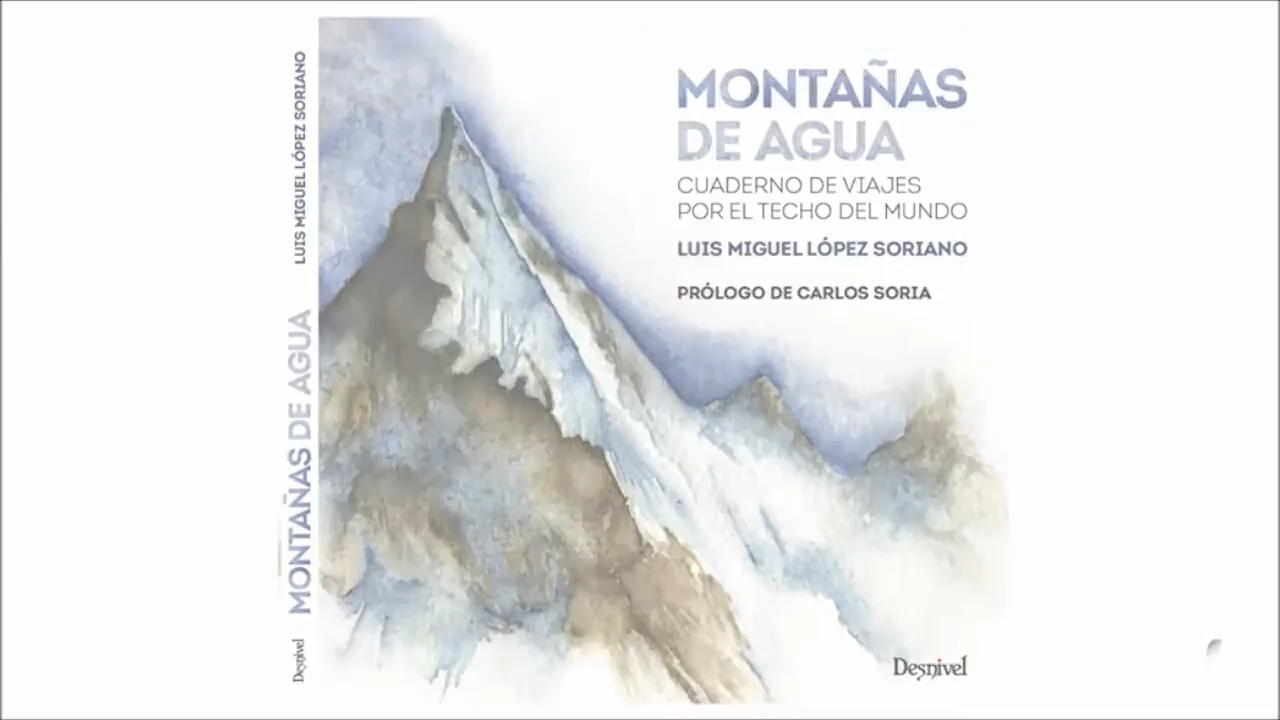 LUIS MIGUEL LÓPEZ SORIANO
MONTAÑAS DE AGUA
Desnivel
MONTAÑAS
DE AGUA
CUADERNO DE VIAJES
POR EL TECHO DEL MUNDO
LUIS MIGUEL LÓPEZ SORIANO
PRÓLOGO DE CARLOS SORIA
Desnivel